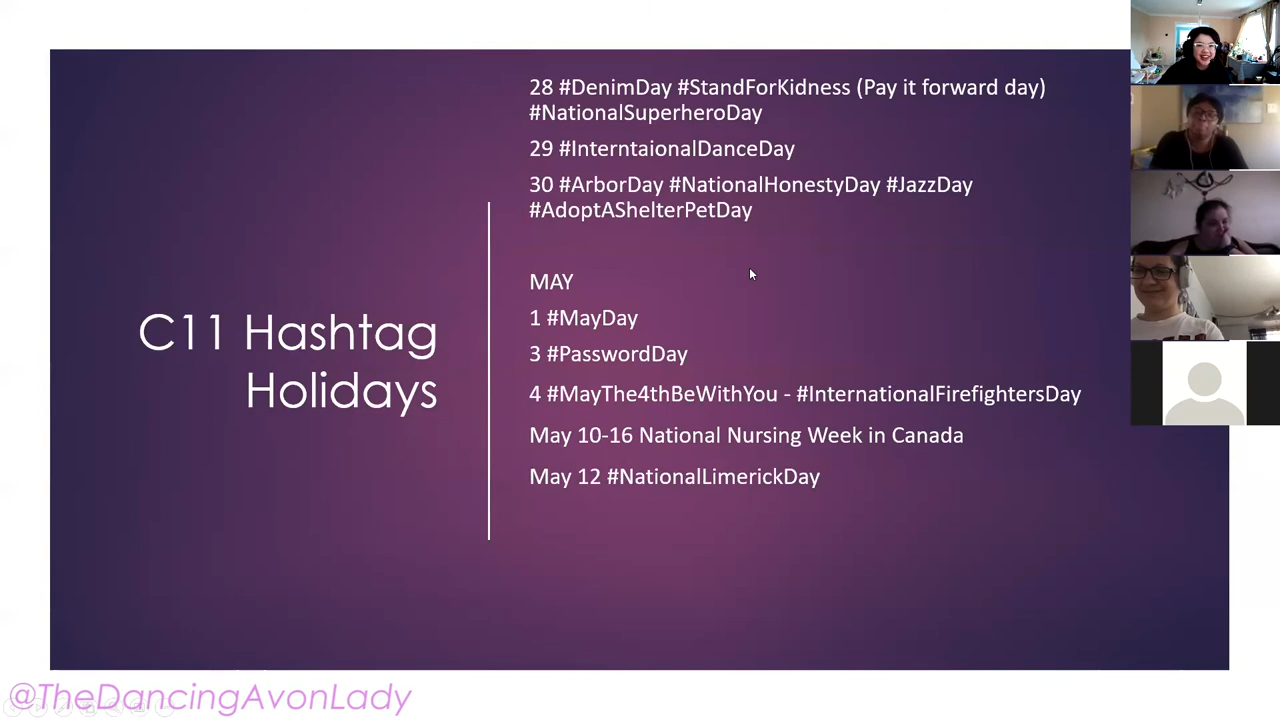 28 #DenimDay #StandForKidness (Pay it forward day)
#NationalSuperheroDay
29 #InterntaionalDanceDay
30 #ArborDay #NationalHonestyDay #JazzDay
#AdoptAShelterPetDay
MAY
1 #MayDay
3 #PasswordDay
4 #MayThe4thBeWithYou - #InternationalFirefightersDay
May 10-16 National Nursing Week in Canada
May 12 #NationalLimerickDay
C11 Hashtag
Holidays
@TheDancingAvonLady